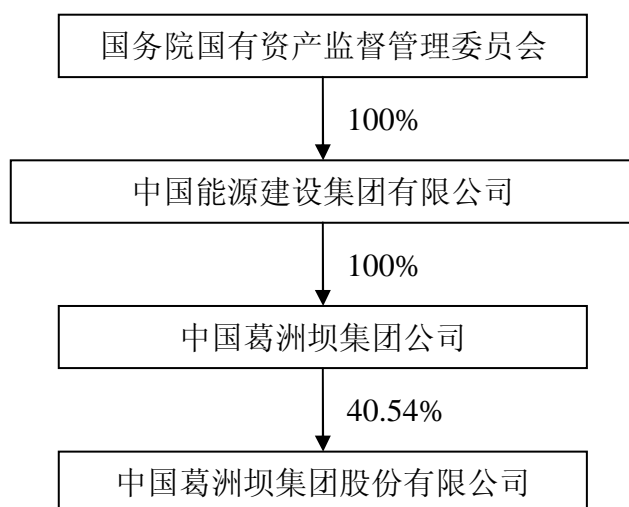 国务院国有资产监督管理委员会
100%
中国能源建设集团有限公司
100%
中国葛洲坝集团公司
40.54%
中国葛洲坝集团股份有限公司